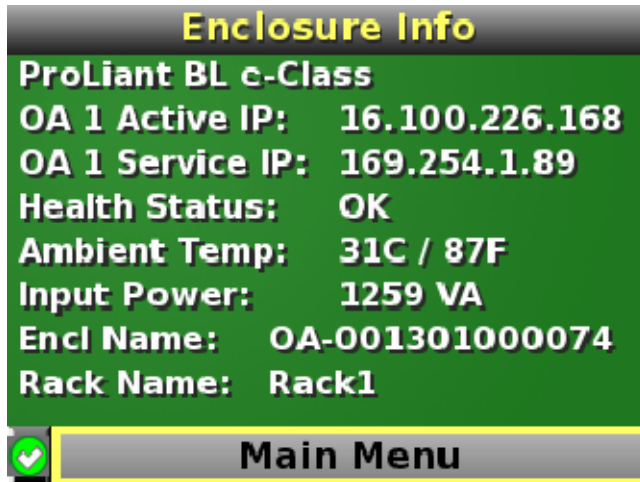 Enclosure Info
ProLiant BL c-Class
OA 1 Active IP: 16.100.226.168
OA 1 Service IP: 169.254.1.89
Health Status: OK
Ambient Temp: 31C / 87F
Input Power: 1259 VA
Encl Name: OA-001301000074
Rack Name: Rack1
Main Menu